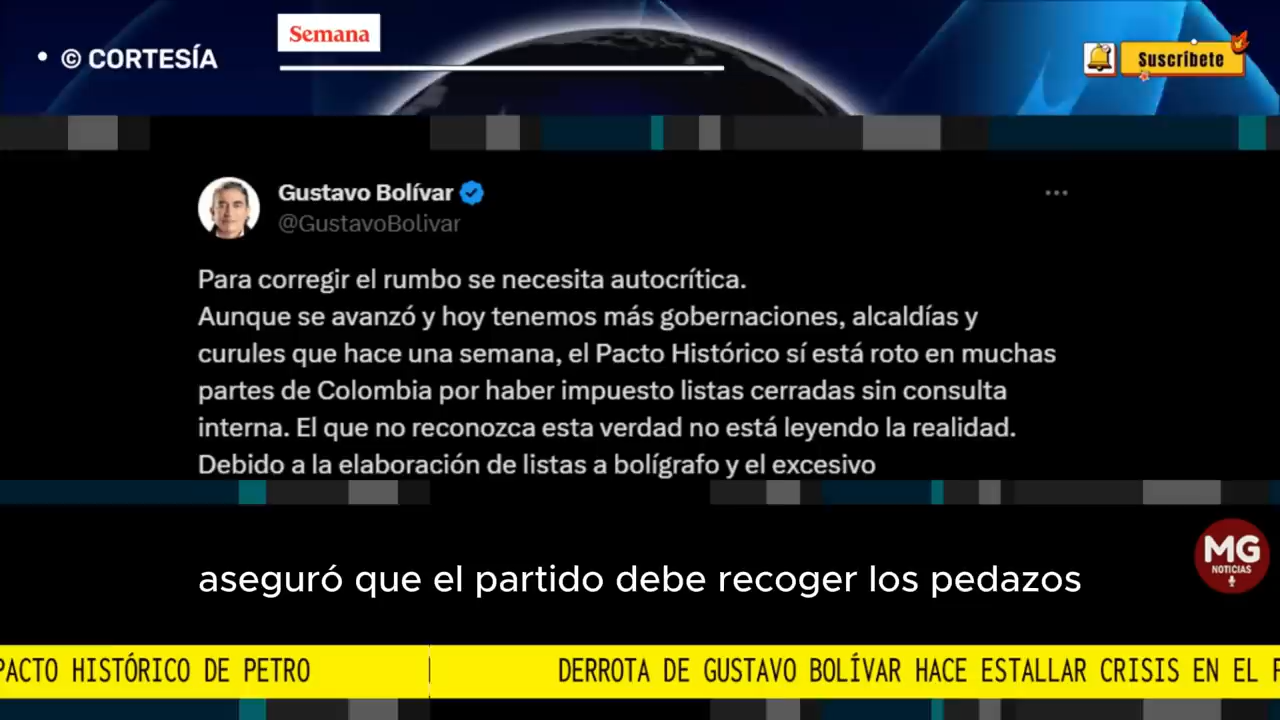 © CORTESÍA
Semana
Suscríbete
Gustavo Bolívar
@GustavoBolivar
Para corregir el rumbo se necesita autocrítica.
Aunque se avanzó y hoy tenemos más gobernaciones, alcaldías y
curules que hace una semana, el Pacto Histórico sí está roto en muchas
partes de Colombia por haber impuesto listas cerradas sin consulta
interna. El que no reconozca esta verdad no está leyendo la realidad.
Debido a la elaboración de listas a bolígrafo y el excesivo
aseguró que el partido debe recoger los pedazos
MG
NOTICIAS
PACTO HISTÓRICO DE PETRO
DERROTA DE GUSTAVO BOLÍVAR HACE ESTALLAR CRISIS EN EL